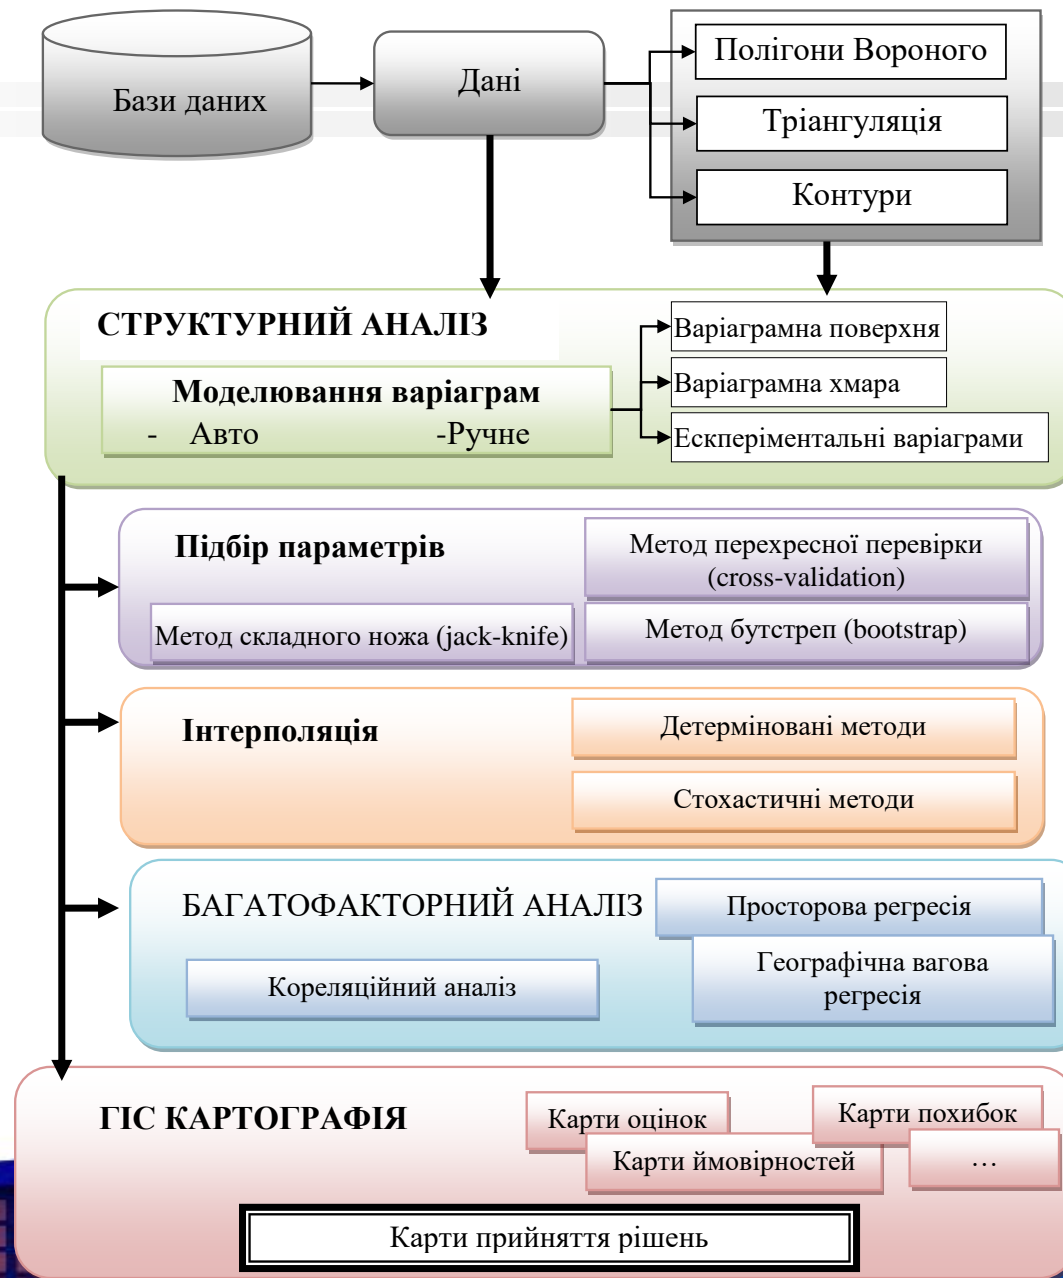 Бази даних
Дані
Полігони Вороного
Тріангуляція
Контури
СТРУКТУРНИЙ АНАЛІЗ
Моделювання варіаграм
- Авто -Ручне
Варіаграмна поверхня
Варіаграмна хмара
Ескперіментальні варіаграми
Підбір параметрів
Метод перехресної перевірки
(cross-validation)
Метод складного ножа (jack-knife)
Метод бутстреп (bootstrap)
Інтерполяція
Детерміновані методи
Стохастичні методи
БАГАТОФАКТОРНИЙ АНАЛІЗ
Просторова регресія
Географічна вагова
регресія
Кореляційний аналіз
ГІС КАРТОГРАФІЯ
Карти оцінок
Карти похибок
Карти ймовірностей
…
Карти прийняття рішень